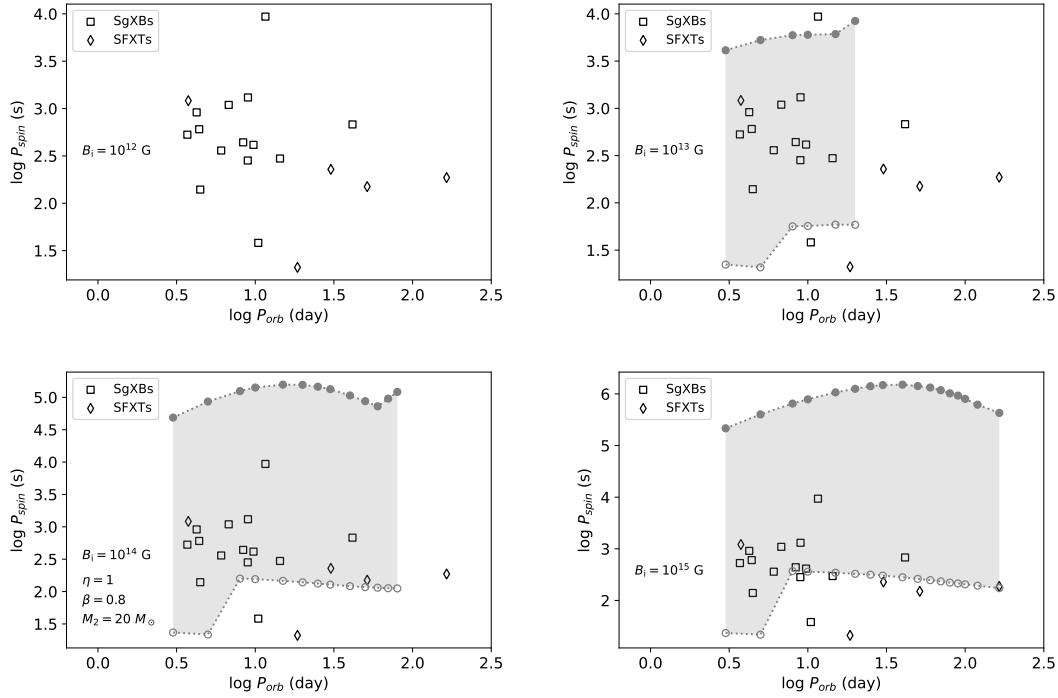 4.0
3.5
3.0
2.5
2.0
1.5
log P_spin (s)
SgXBs
SFXTs
B_i = 10^12 G
0.0 0.5 1.0 1.5 2.0 2.5
log P_orb (day)
4.0
3.5
3.0
2.5
2.0
1.5
log P_spin (s)
SgXBs
SFXTs
B_i = 10^13 G
0.0 0.5 1.0 1.5 2.0 2.5
log P_orb (day)
5.0
4.5
4.0
3.5
3.0
2.5
2.0
1.5
log P_spin (s)
SgXBs
SFXTs
B_i = 10^14 G
η = 1
β = 0.8
M_2 = 20 M_⊙
0.0 0.5 1.0 1.5 2.0 2.5
log P_orb (day)
6
5
4
3
2
log P_spin (s)
SgXBs
SFXTs
B_i = 10^15 G
0.0 0.5 1.0 1.5 2.0 2.5
log P_orb (day)